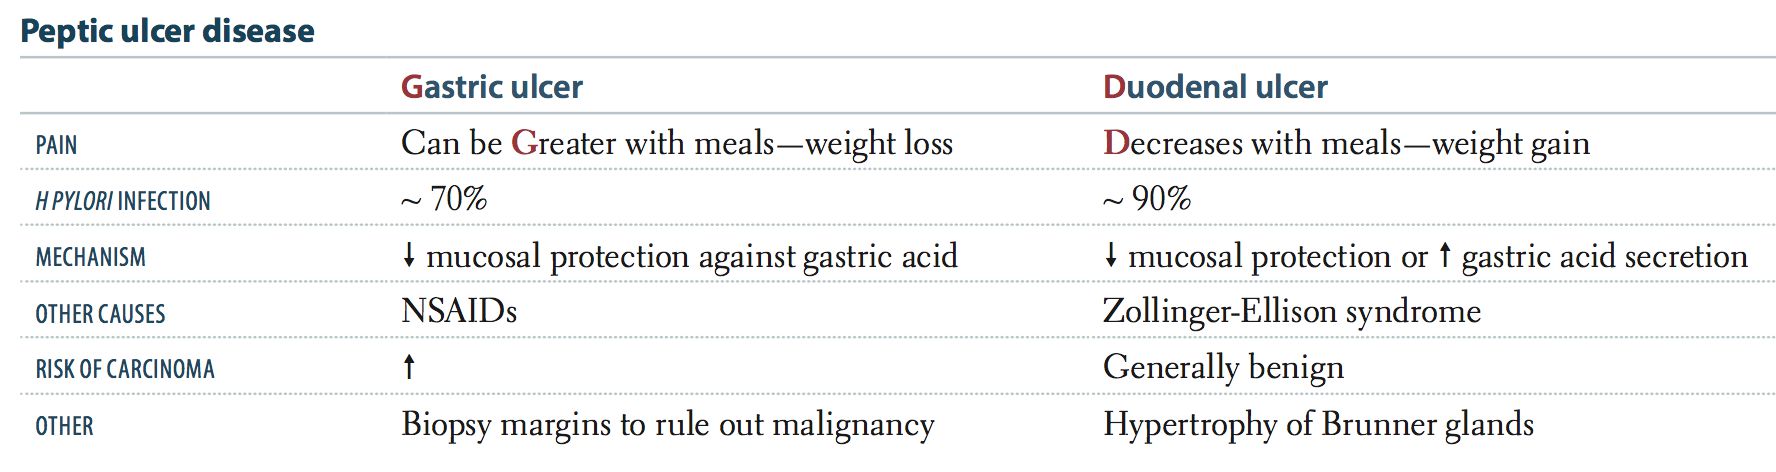 Peptic ulcer disease
Gastric ulcer Duodenal ulcer
PAIN Can be Greater with meals—weight loss Decreases with meals—weight gain
H PYLORI INFECTION ~ 70% ~ 90%
MECHANISM ↓ mucosal protection against gastric acid ↓ mucosal protection or ↑ gastric acid secretion
OTHER CAUSES NSAIDs Zollinger-Ellison syndrome
RISK OF CARCINOMA ↑ Generally benign
OTHER Biopsy margins to rule out malignancy Hypertrophy of Brunner glands